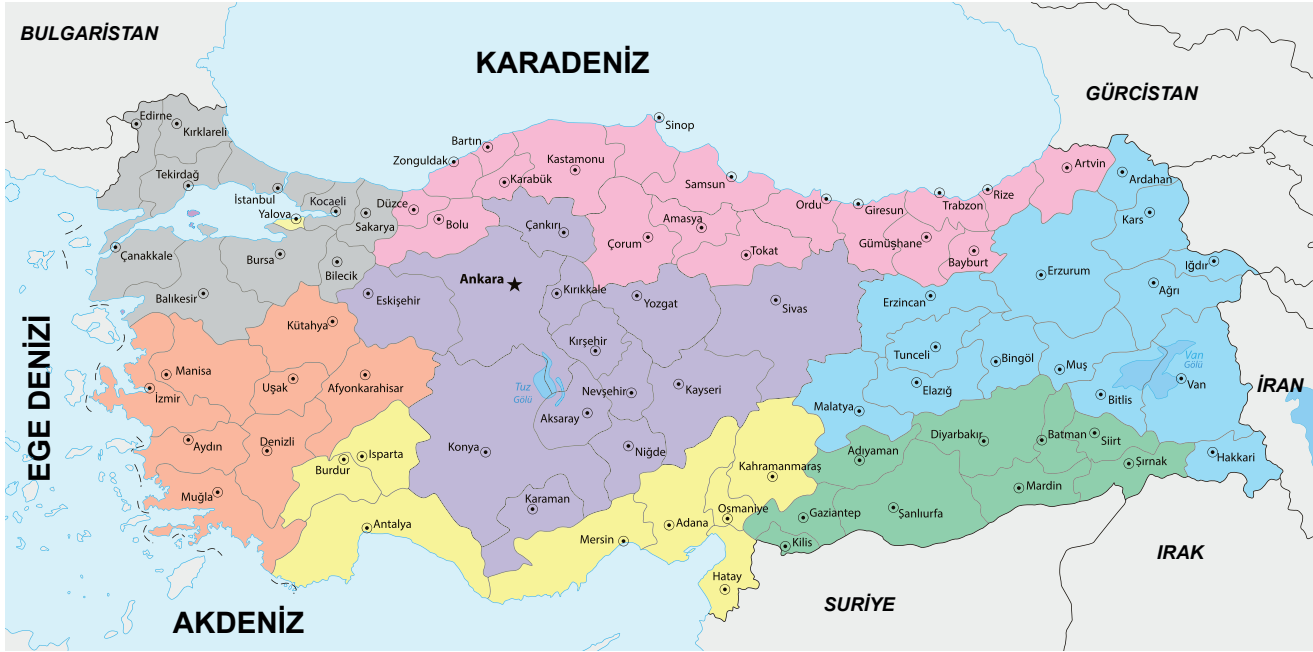 BULGARİSTAN
KARADENİZ
GÜRCİSTAN
Edirne
Kırklareli
Sinop
Bartın
Zonguldak
Kastamonu
Karabük
Samsun
Artvin
Ardahan
Tekirdağ
İstanbul
Yalova
Kocaeli
Düzce
Sakarya
Bolu
Çankırı
Amasya
Çorum
Tokat
Ordu
Giresun
Trabzon
Rize
Gümüşhane
Bayburt
Kars
Çanakkale
Bursa
Bilecik
Balıkesir
Eskişehir
Ankara
Kırıkkale
Yozgat
Sivas
Erzincan
Erzurum
Iğdır
Ağrı
EGE DENİZİ
Kütahya
Manisa
İzmir
Uşak
Afyonkarahisar
Kırşehir
Tuz
Gölü
Nevşehir
Aksaray
Kayseri
Tunceli
Elazığ
Bingöl
Muş
Bitlis
Van
Gölü
Van
İRAN
Malatya
Aydın
Denizli
Muğla
Burdur
Isparta
Antalya
Konya
Karaman
Niğde
Mersin
Adana
Kahramanmaraş
Osmaniye
Hatay
Adıyaman
Diyarbakır
Batman
Siirt
Şırnak
Hakkari
Mardin
Şanlıurfa
Gaziantep
Kilis
IRAK
SURİYE
AKDENİZ